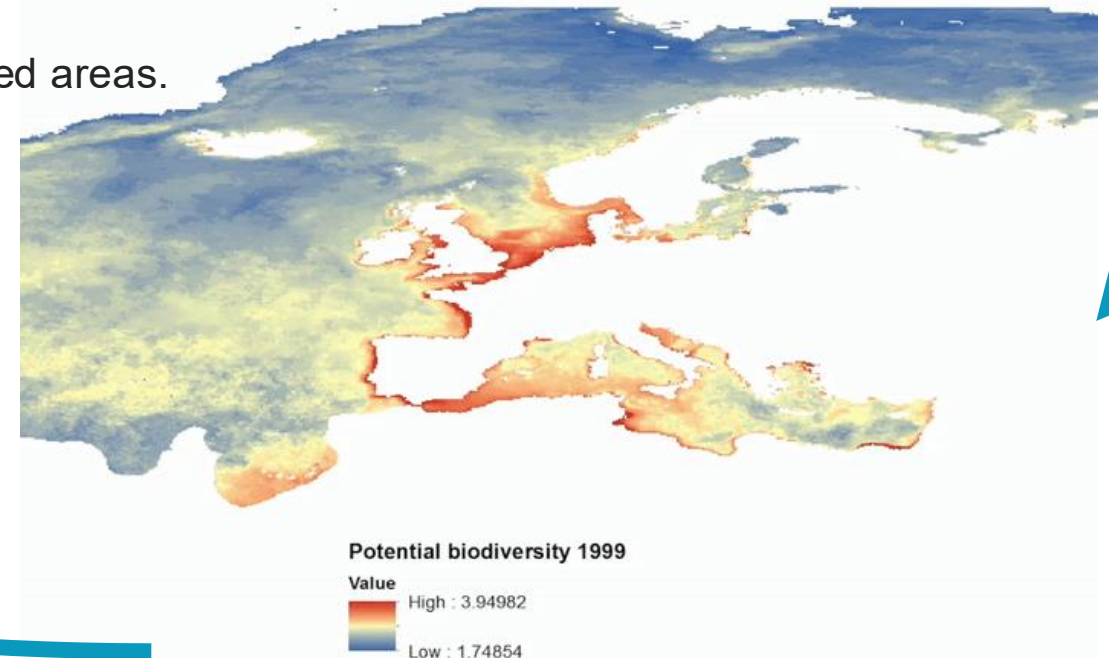 ed areas.
Potential biodiversity 1999
Value
High : 3.94982
Low : 1.74854